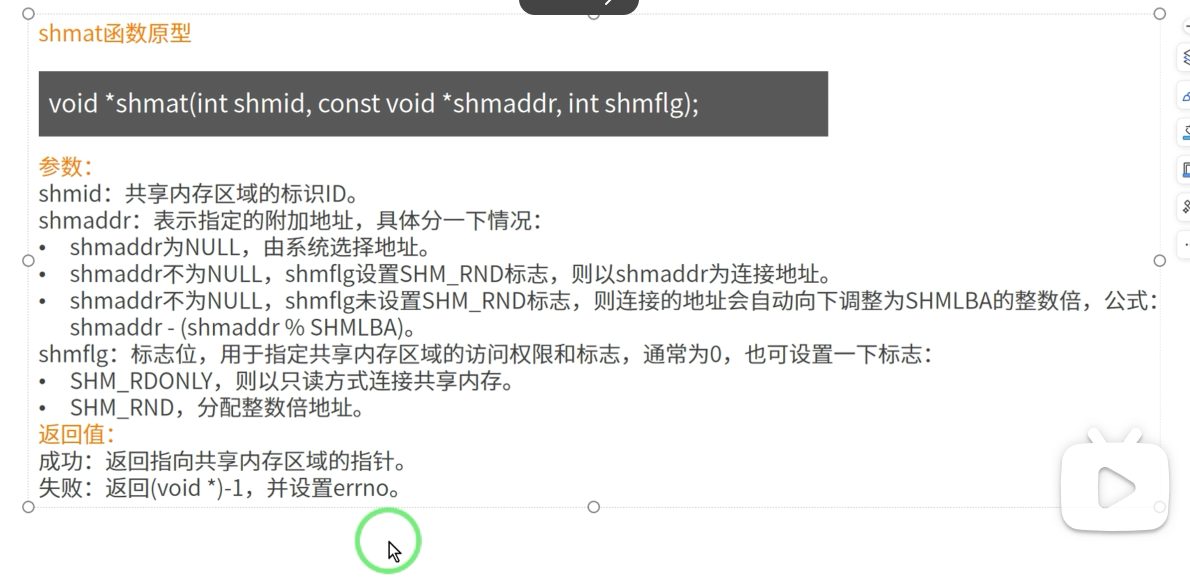 shmat函数原型
void *shmat(int shmid, const void *shmaddr, int shmflg);
参数：
shmid：共享内存区域的标识ID。
shmaddr：表示指定的附加地址，具体分一下情况：
• shmaddr为NULL，由系统选择地址。
• shmaddr不为NULL，shmflg设置SHM_RND标志，则以shmaddr为连接地址。
• shmaddr不为NULL，shmflg未设置SHM_RND标志，则连接的地址会自动向下调整为SHMLBA的整数倍，公式：
shmaddr - (shmaddr % SHMLBA)。
shmflg：标志位，用于指定共享内存区域的访问权限和标志，通常为0，也可设置一下标志：
• SHM_RDONLY，则以只读方式连接共享内存。
• SHM_RND，分配整数倍地址。
返回值：
成功：返回指向共享内存区域的指针。
失败：返回(void *)-1，并设置errno。